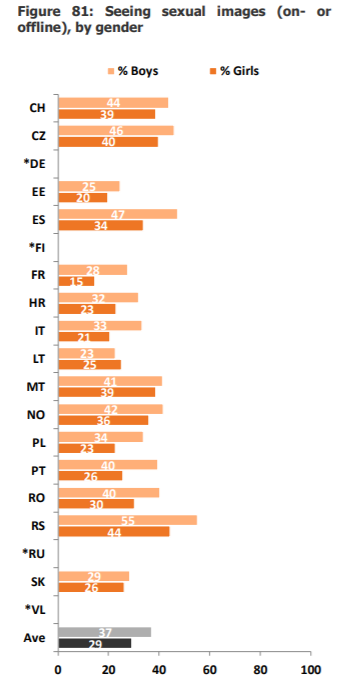 Figure 81: Seeing sexual images (on- or
offline), by gender
% Boys % Girls
CH 44
39
CZ 46
40
*DE
EE 25
20
ES 47
34
*FI
FR 28
15
HR 32
23
IT 33
21
LT 23
25
MT 41
39
NO 42
36
PL 34
23
PT 40
26
RO 40
30
RS 55
44
*RU
SK 29
26
*VL
Ave 37
29
0 20 40 60 80 100